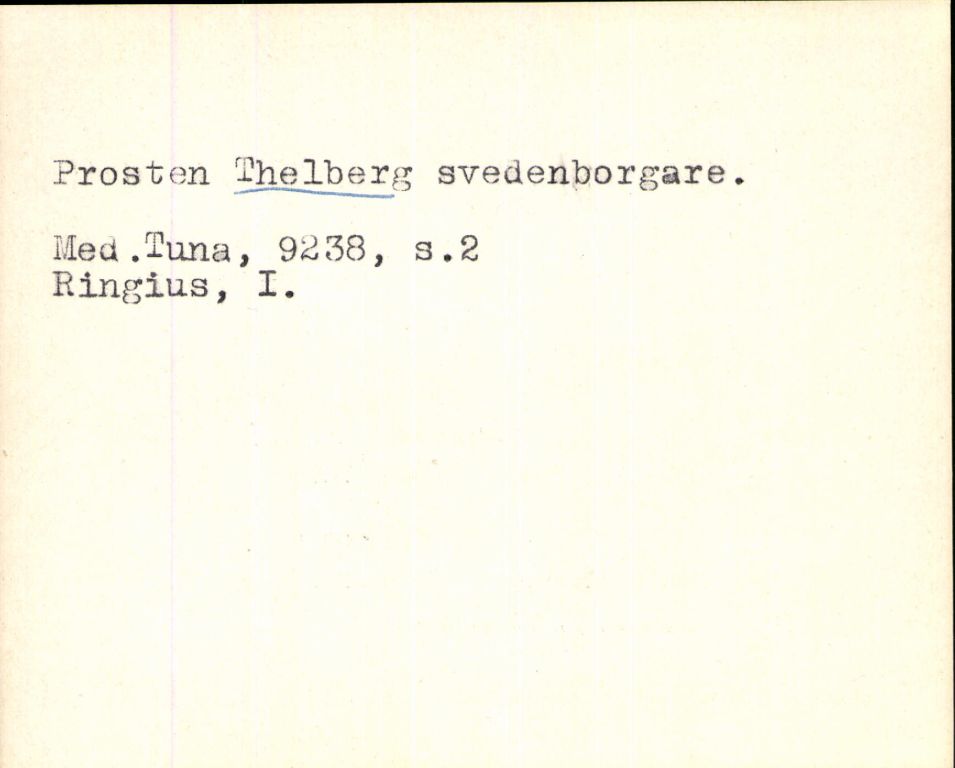 Prosten Thelberg svedenborgare.
Med.Tuna, 9238, s.2
Ringius, I.